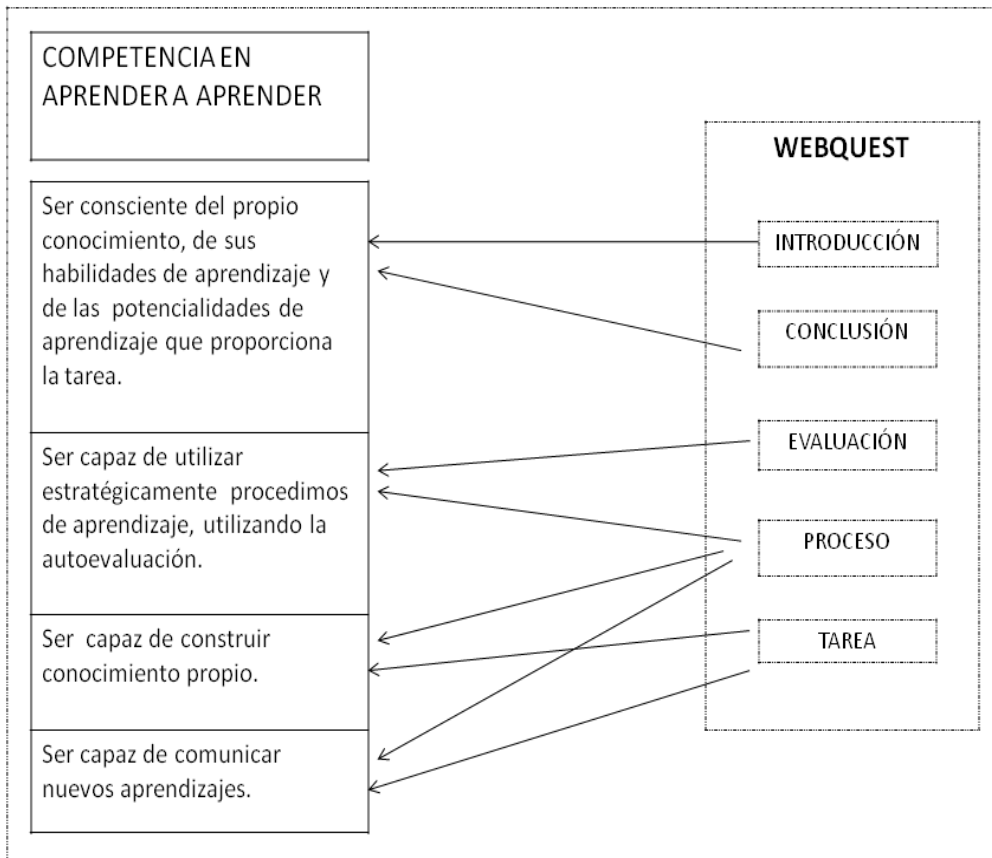 COMPETENCIA EN
APRENDER A APRENDER
Ser consciente del propio
conocimiento, de sus
habilidades de aprendizaje y
de las potencialidades de
aprendizaje que proporciona
la tarea.
Ser capaz de utilizar
estratégicamente procedimos
de aprendizaje, utilizando la
autoevaluación.
Ser capaz de construir
conocimiento propio.
Ser capaz de comunicar
nuevos aprendizajes.
WEBQUEST
INTRODUCCIÓN
CONCLUSIÓN
EVALUACIÓN
PROCESO
TAREA